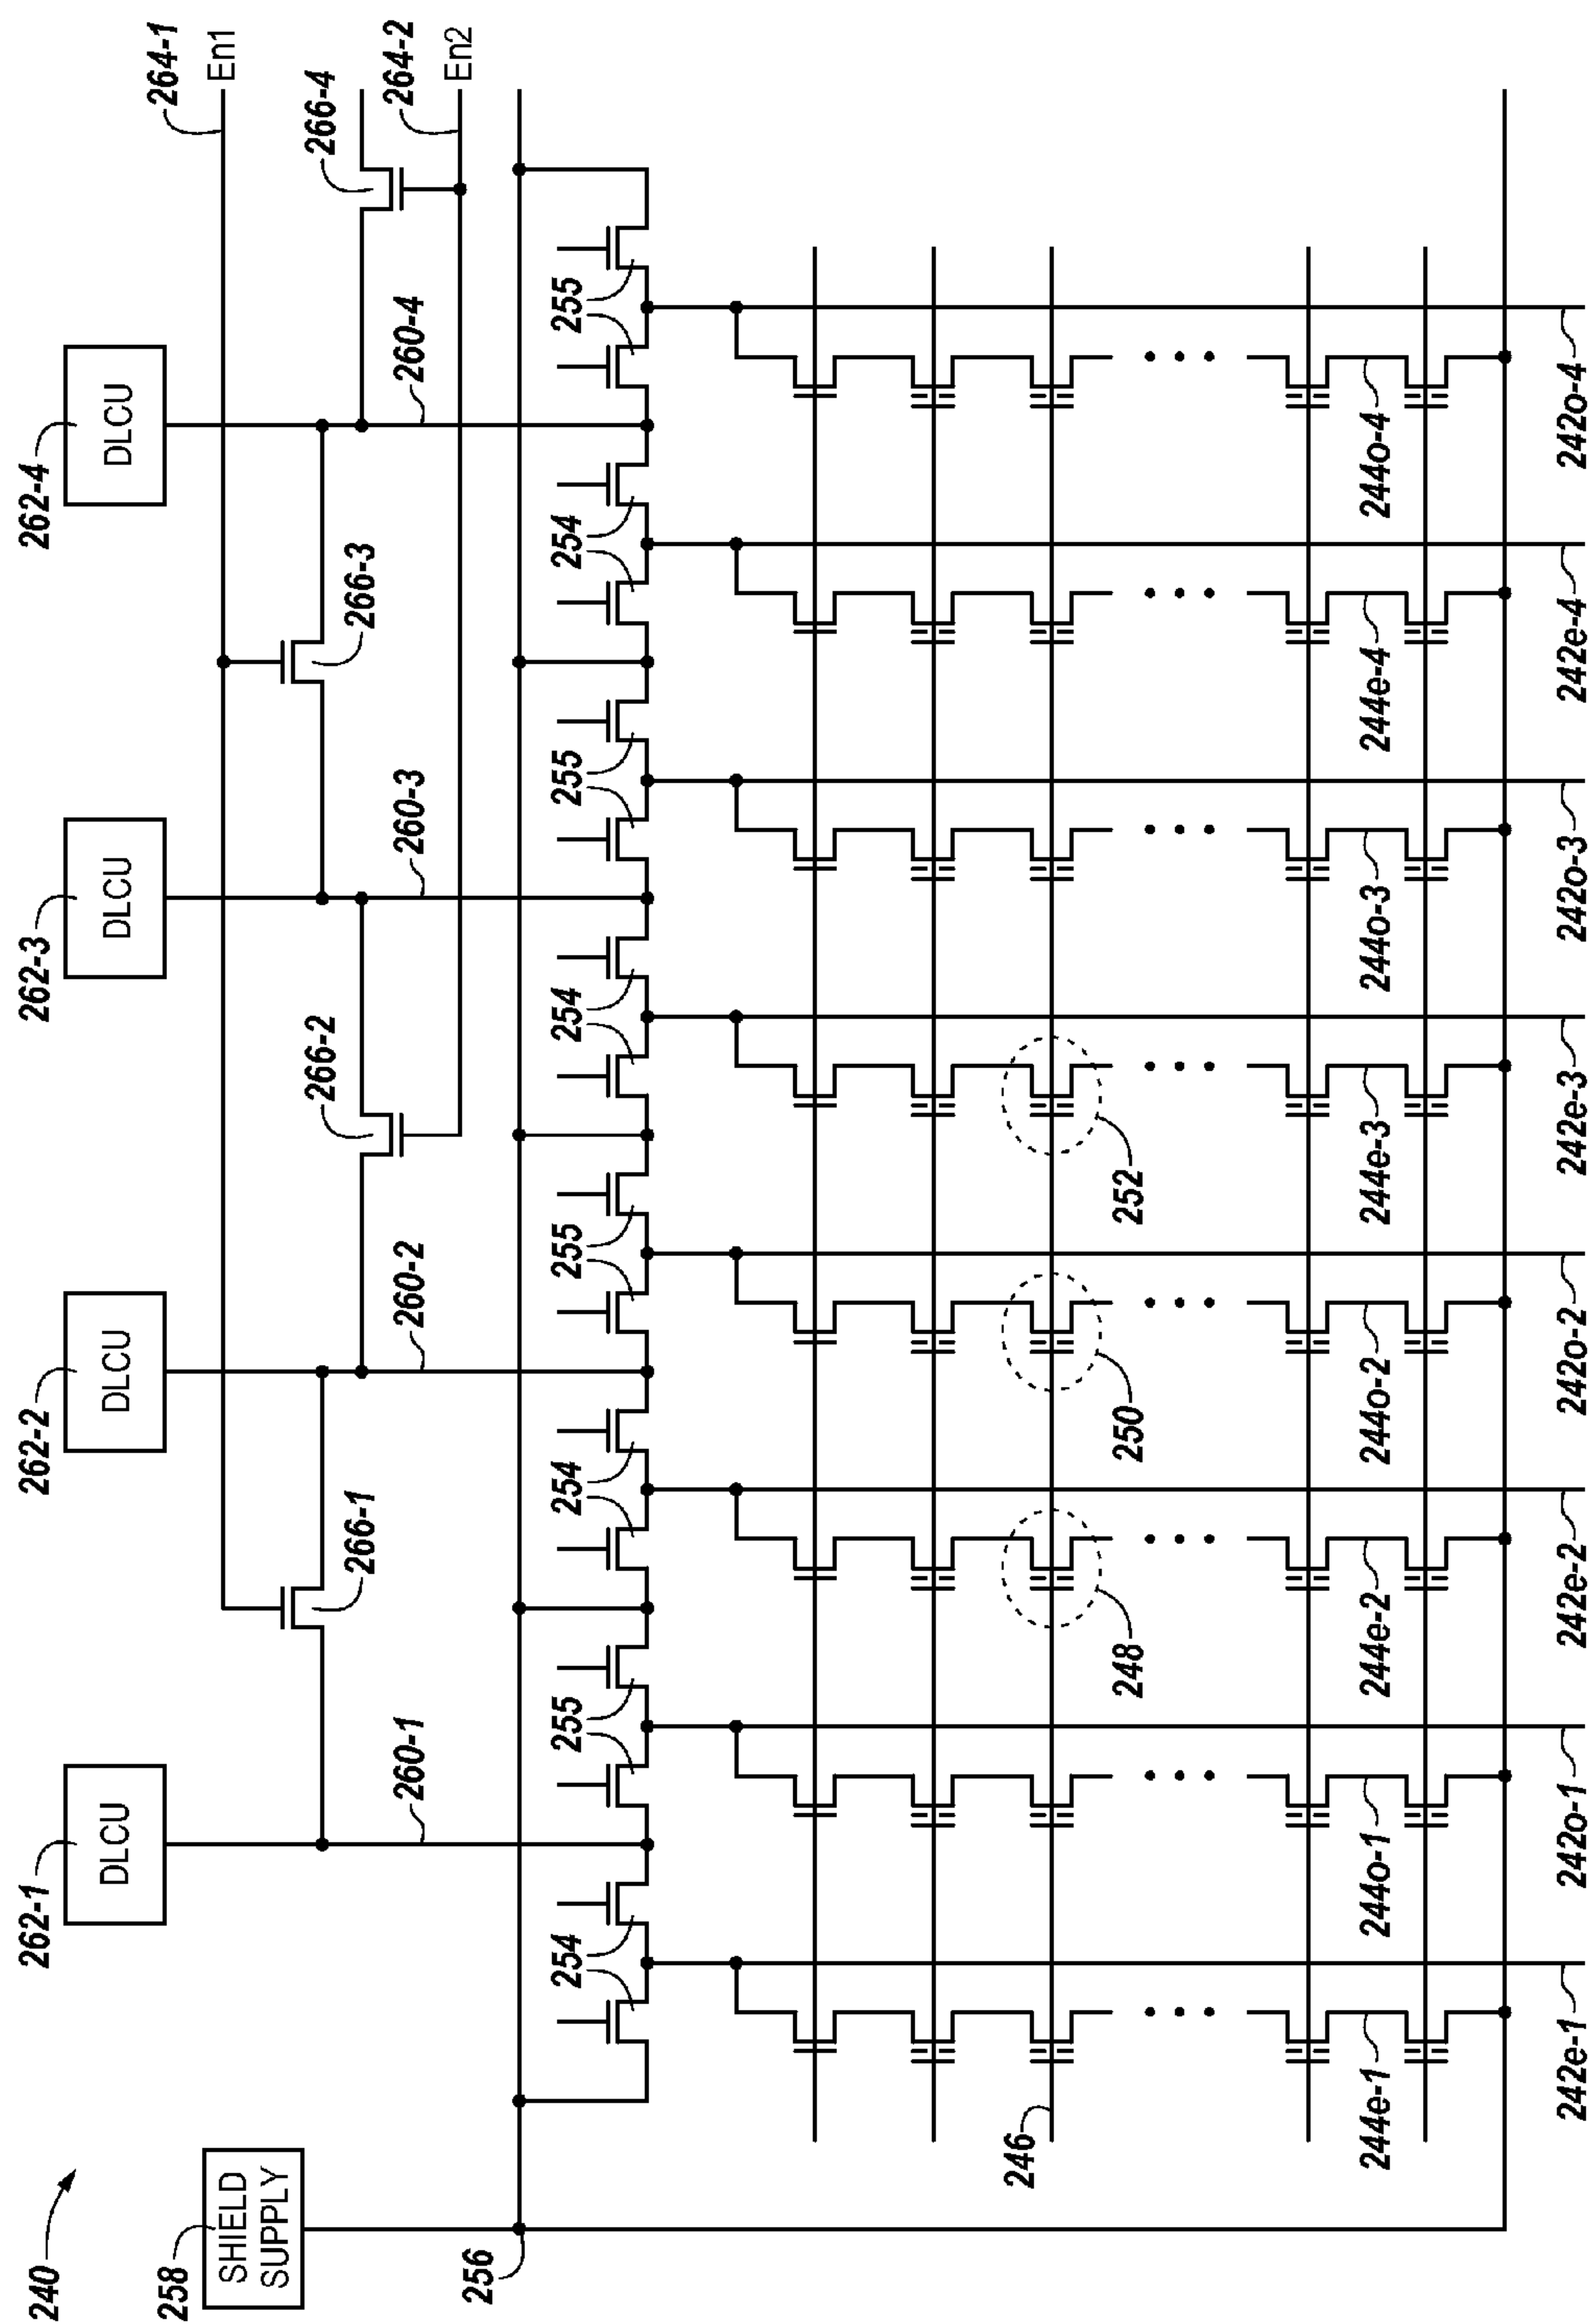 240
258
SHIELD
SUPPLY
262-1
DLCU
262-2
DLCU
262-3
DLCU
262-4
DLCU
264-1
En1
266-1
266-3
266-4
266-2
264-2
En2
260-1
260-2
260-3
260-4
256
254
255
254
255
254
255
254
255
246
248
250
252
244e-1
244o-1
244e-2
244o-2
244e-3
244o-3
244e-4
244o-4
242e-1
242o-1
242e-2
242o-2
242e-3
242o-3
242e-4
242o-4